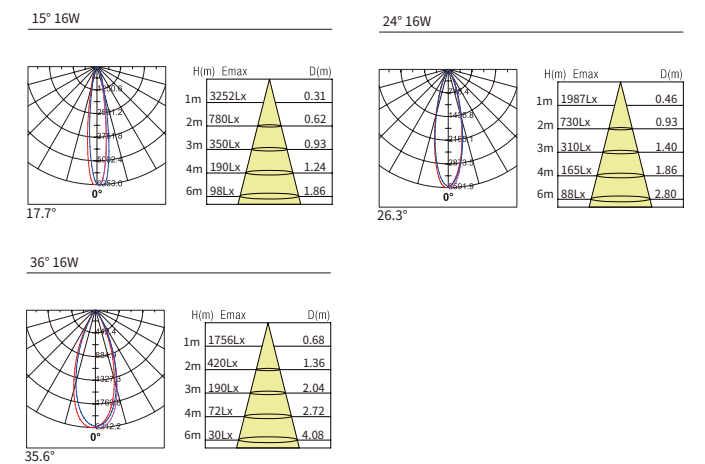 15° 16W
H(m) Emax D(m)
1m 3252Lx 0.31
2m 780Lx 0.62
3m 350Lx 0.93
4m 190Lx 1.24
6m 98Lx 1.86
0°
17.7°
24° 16W
H(m) Emax D(m)
1m 1987Lx 0.46
2m 730Lx 0.93
3m 310Lx 1.40
4m 165Lx 1.86
6m 88Lx 2.80
0°
26.3°
36° 16W
H(m) Emax D(m)
1m 1756Lx 0.68
2m 420Lx 1.36
3m 190Lx 2.04
4m 72Lx 2.72
6m 30Lx 4.08
0°
35.6°